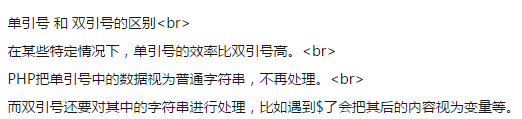 单引号 和 双引号的区别<br>
在某些特定情况下，单引号的效率比双引号高。<br>
PHP把单引号中的数据视为普通字符串，不再处理。<br>
而双引号还要对其中的字符串进行处理，比如遇到$了会把其后的内容视为变量等。